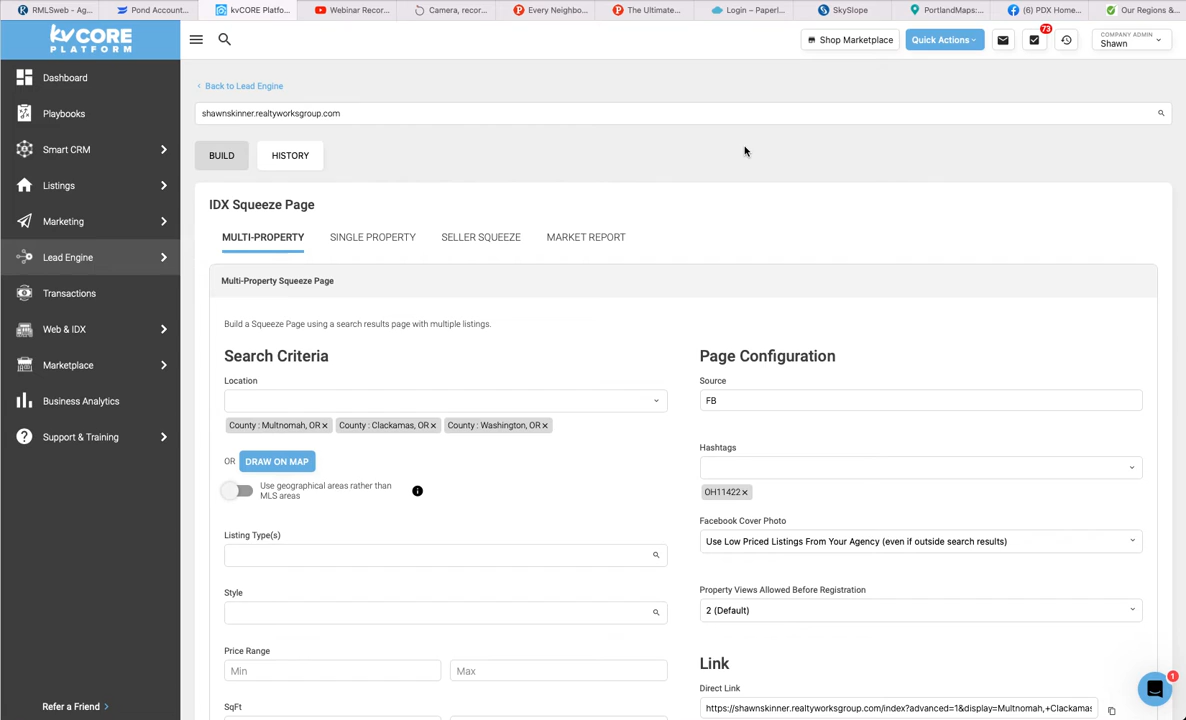 RMLSweb - Ag...
Pond Account...
kvCORE Platfo...
Webinar Recor...
Camera, recor...
Every Neighbo...
The Ultimate...
Login – Paperl...
SkySlope
PortlandMaps:...
(6) PDX Home...
Our Regions &...
kvCORE
PLATFORM
Shop Marketplace
Quick Actions
73
COMPANY ADMIN
Shawn
Dashboard
Playbooks
Smart CRM
Listings
Marketing
Lead Engine
Transactions
Web & IDX
Marketplace
Business Analytics
Support & Training
Refer a Friend >
‹ Back to Lead Engine
shawnskinner.realtyworksgroup.com
BUILD
HISTORY
IDX Squeeze Page
MULTI-PROPERTY
SINGLE PROPERTY
SELLER SQUEEZE
MARKET REPORT
Multi-Property Squeeze Page
Build a Squeeze Page using a search results page with multiple listings.
Search Criteria
Location
County : Multnomah, OR ×
County : Clackamas, OR ×
County : Washington, OR ×
OR
DRAW ON MAP
Use geographical areas rather than
MLS areas
Listing Type(s)
Style
Price Range
Min
Max
SqFt
Page Configuration
Source
FB
Hashtags
OH11422 ×
Facebook Cover Photo
Use Low Priced Listings From Your Agency (even if outside search results)
Property Views Allowed Before Registration
2 (Default)
Link
Direct Link
https://shawnskinner.realtyworksgroup.com/index?advanced=1&display=Multnomah,+Clackamas
1